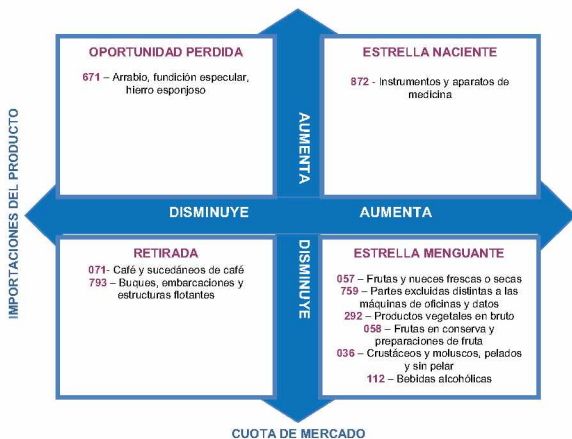 OPORTUNIDAD PERDIDA
671 – Arrabio, fundición especular,
hierro esponjoso
ESTRELLA NACIENTE
872 - Instrumentos y aparatos de
medicina
AUMENTA
IMPORTACIONES DEL PRODUCTO
DISMINUYE
AUMENTA
RETIRADA
071- Café y sucedáneos de café
793 – Buques, embarcaciones y
estructuras flotantes
DISMINUYE
ESTRELLA MENGUANTE
057 – Frutas y nueces frescas o secas
759 – Partes excluidas distintas a las
máquinas de oficinas y datos
292 – Productos vegetales en bruto
058 – Frutas en conserva y
preparaciones de fruta
036 – Crustáceos y moluscos, pelados
y sin pelar
112 – Bebidas alcohólicas
CUOTA DE MERCADO